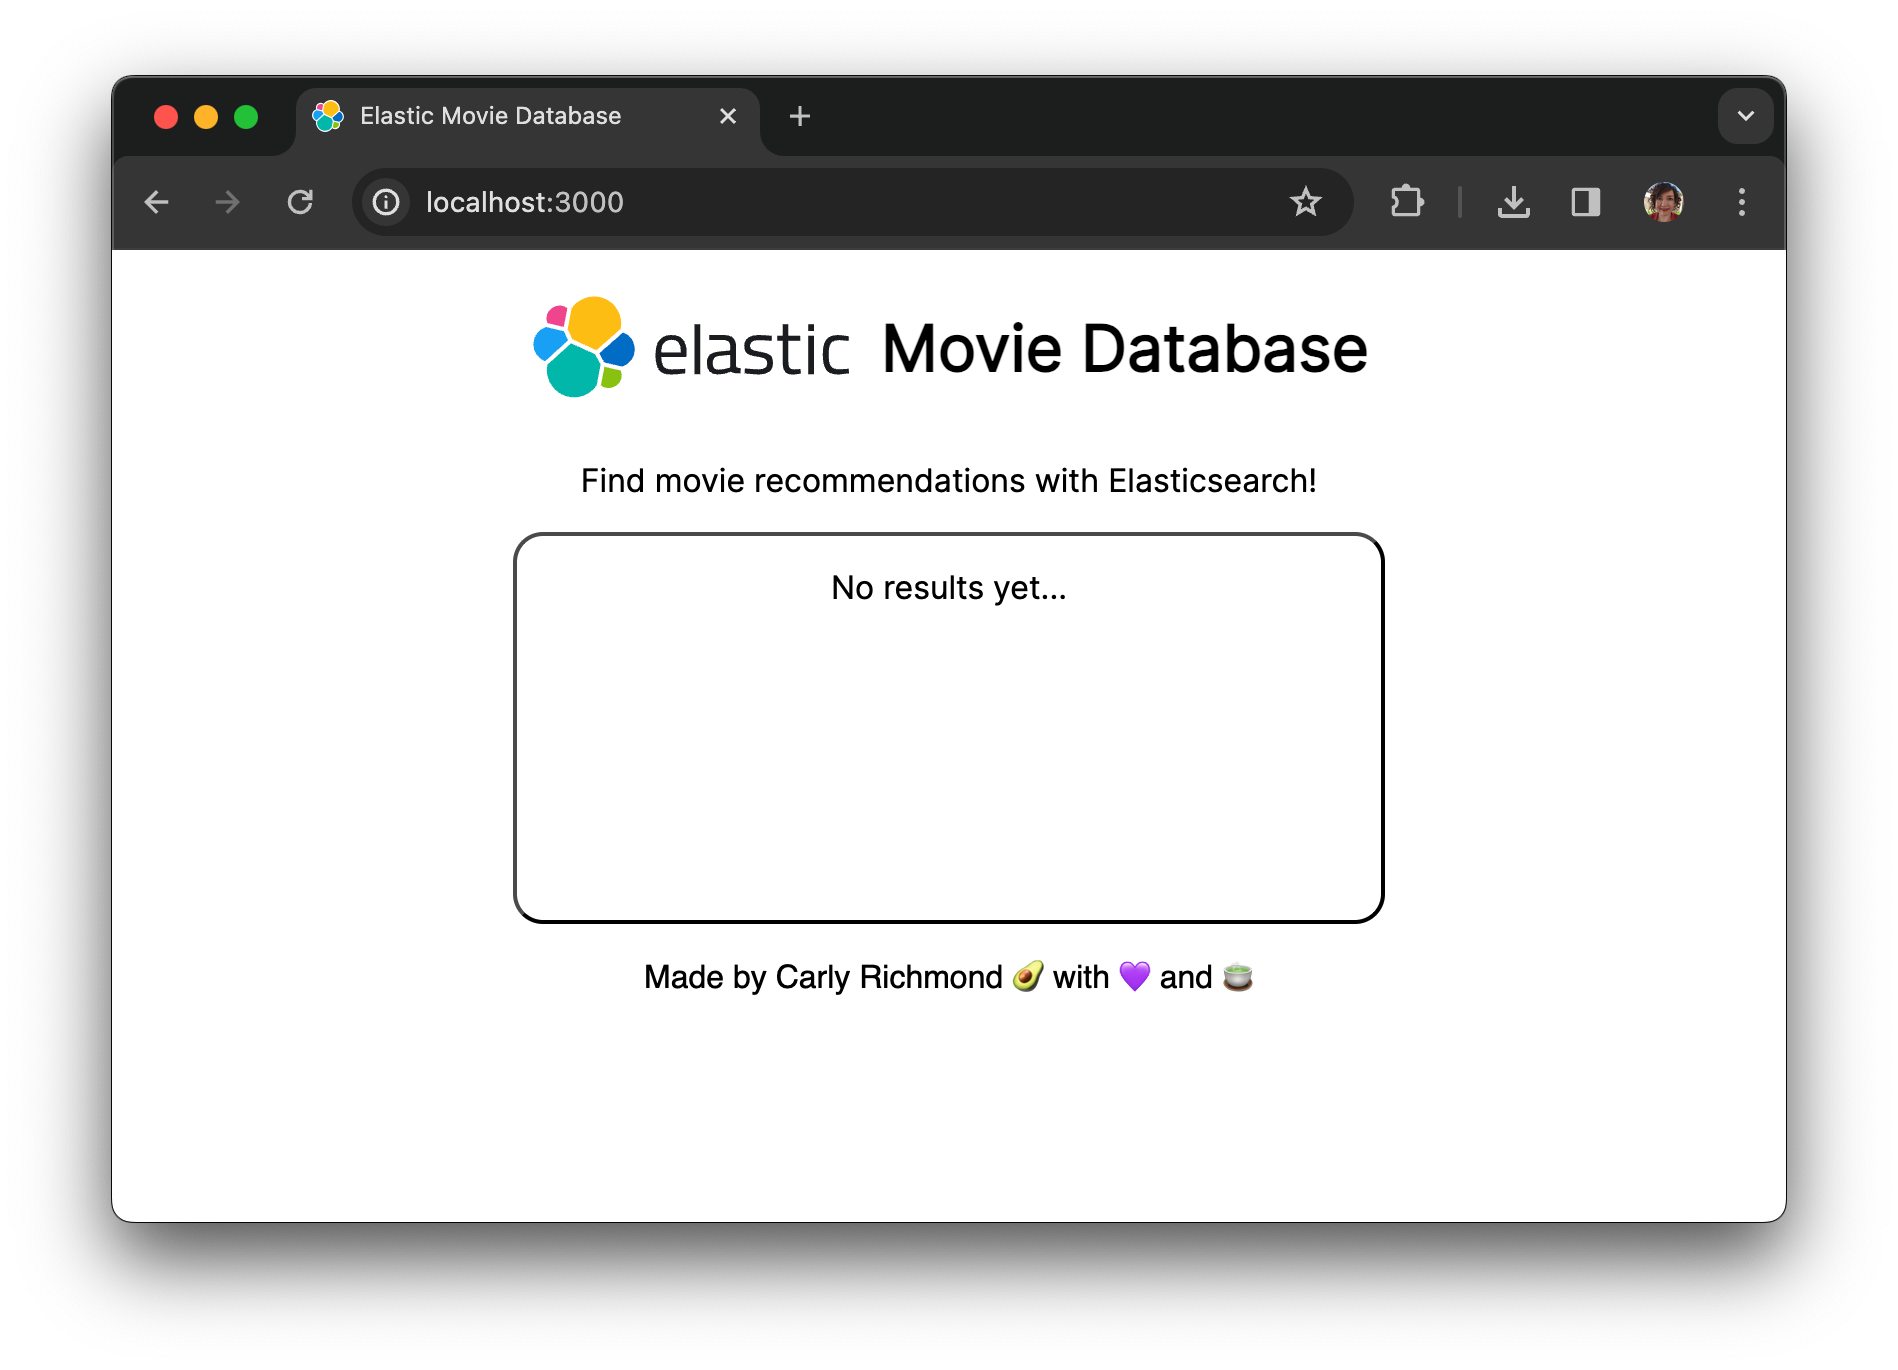 Elastic Movie Database
localhost:3000
elastic Movie Database
Find movie recommendations with Elasticsearch!
No results yet...
Made by Carly Richmond 🥑 with 💜 and 🍵